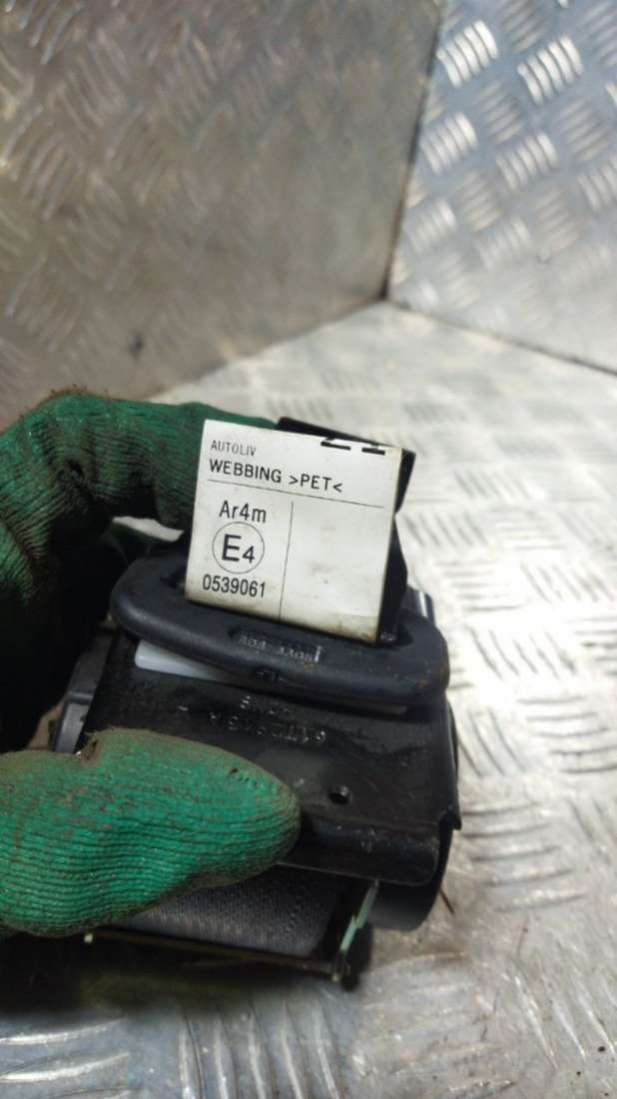 AUTOLIV
WEBBING >PET<
Ar4m
E4
0539061